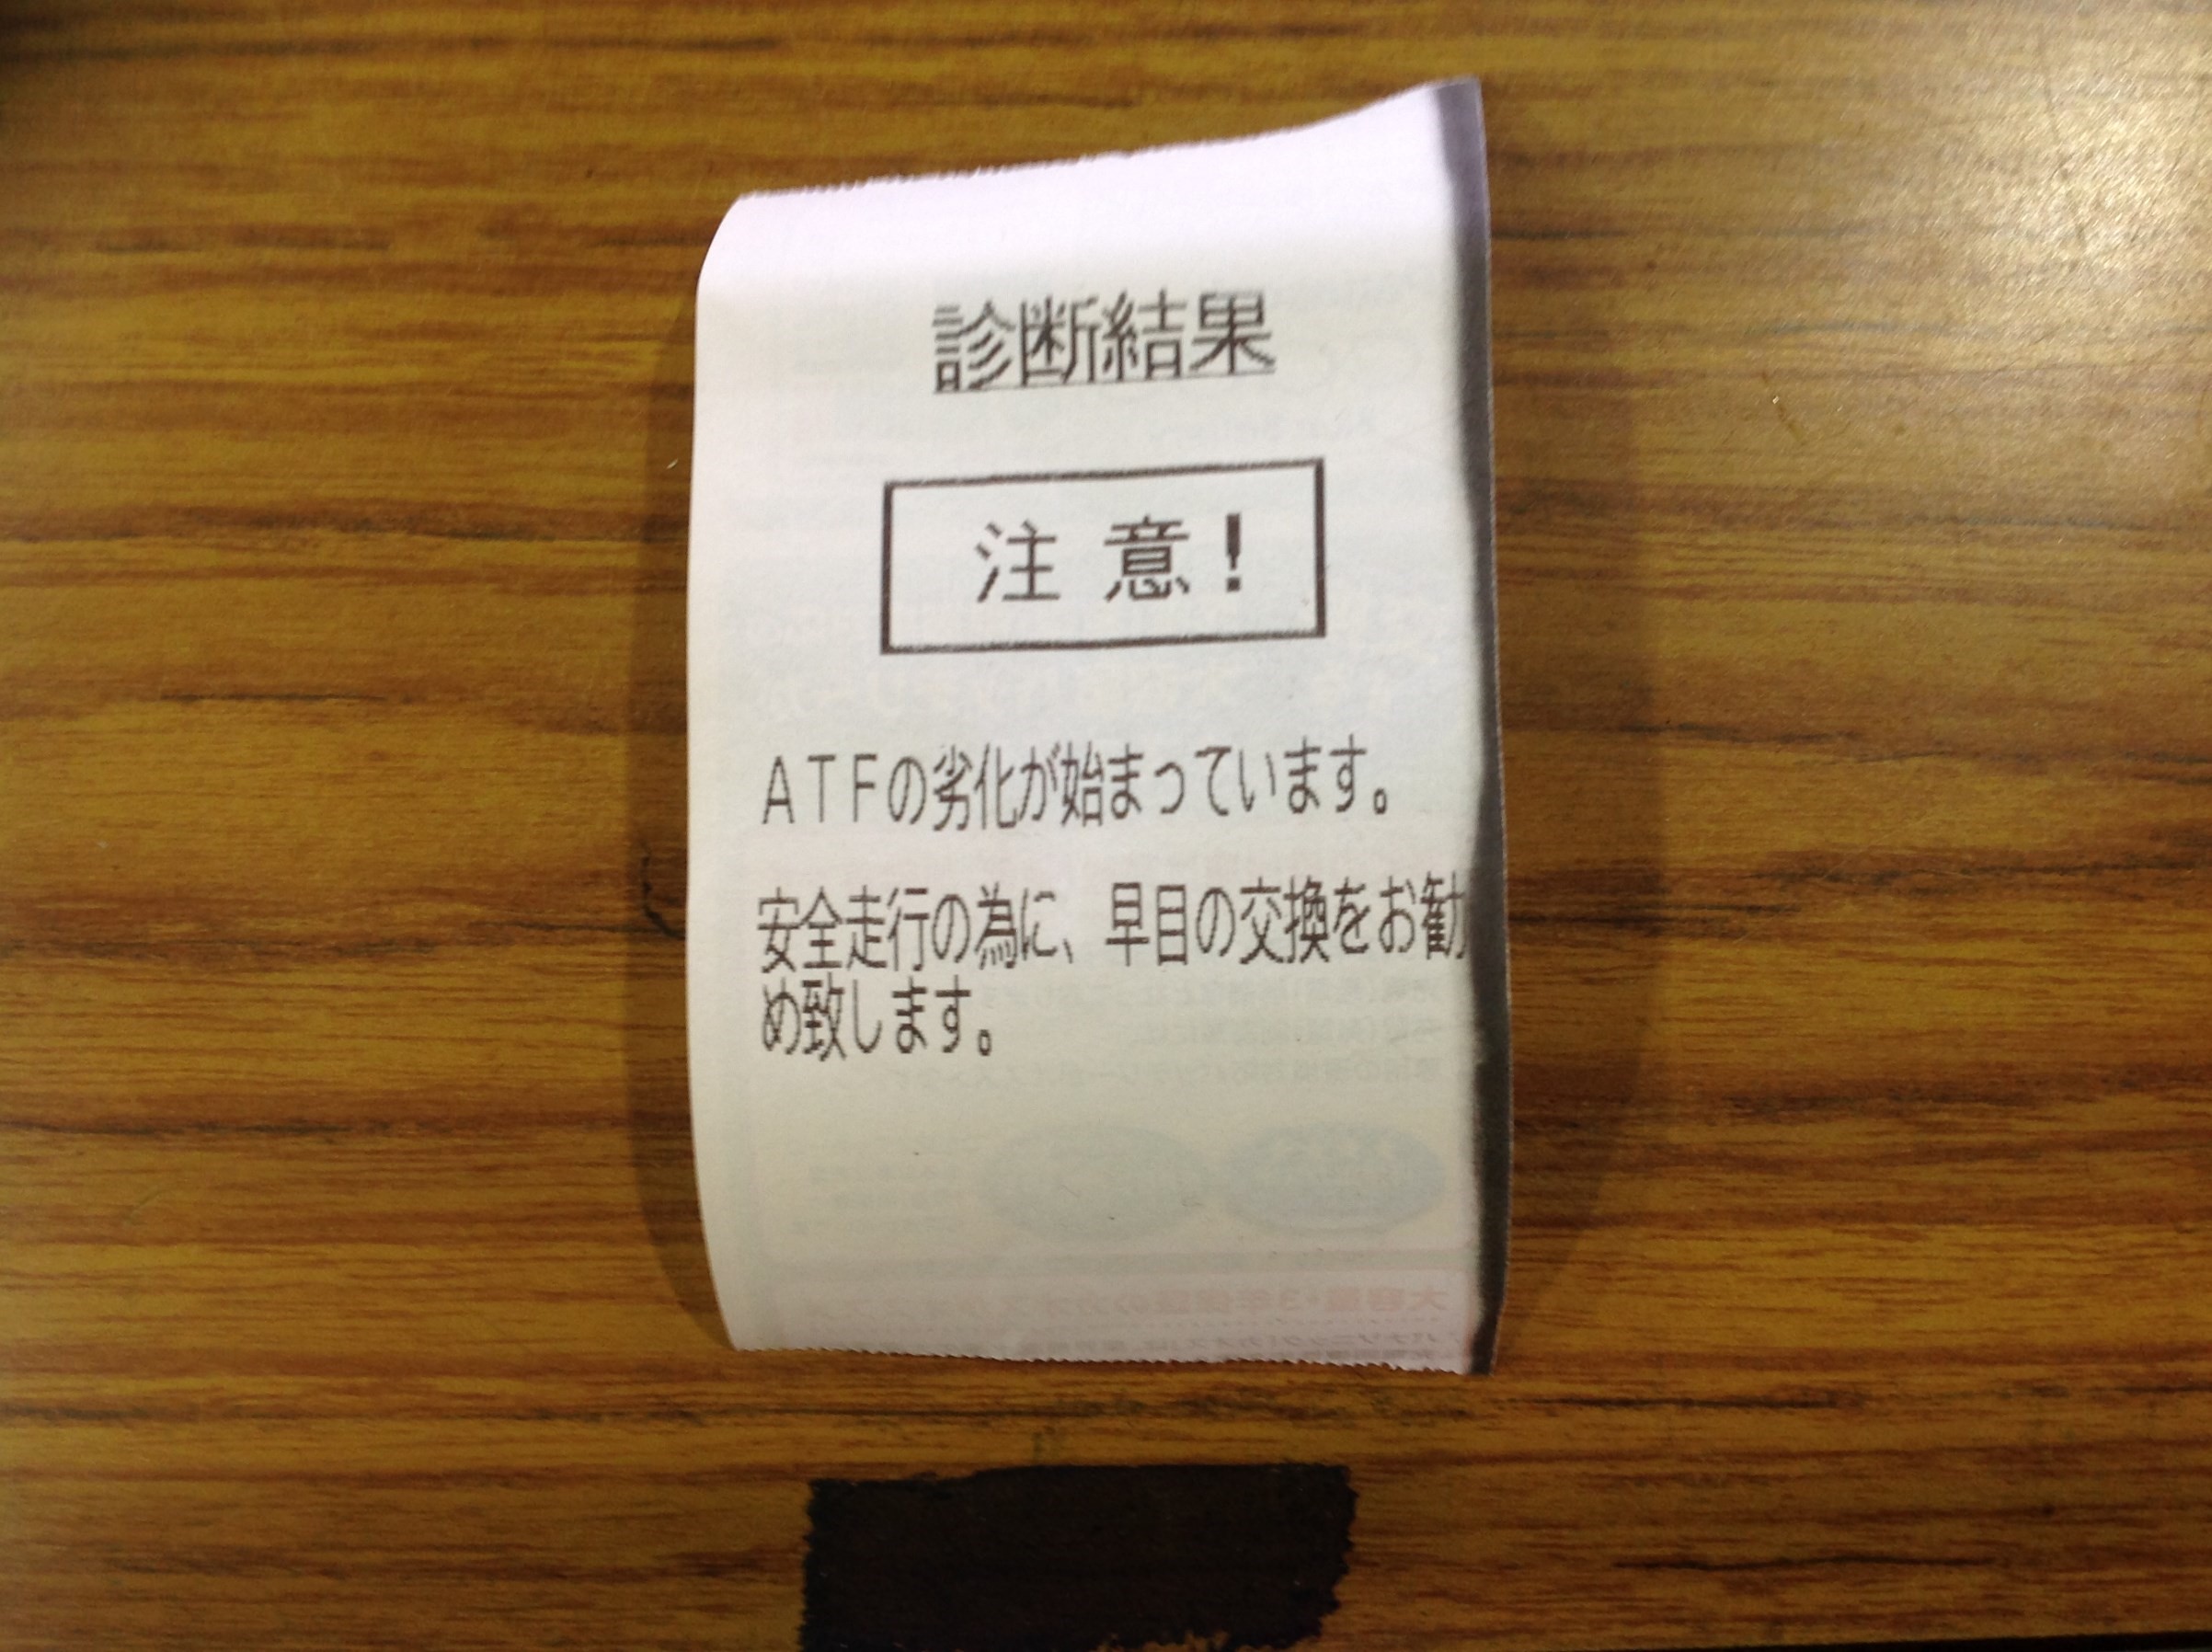 診断結果
注 意!
ATFの劣化が始まっています。
安全走行の為に、早目の交換をお勧
め致します。